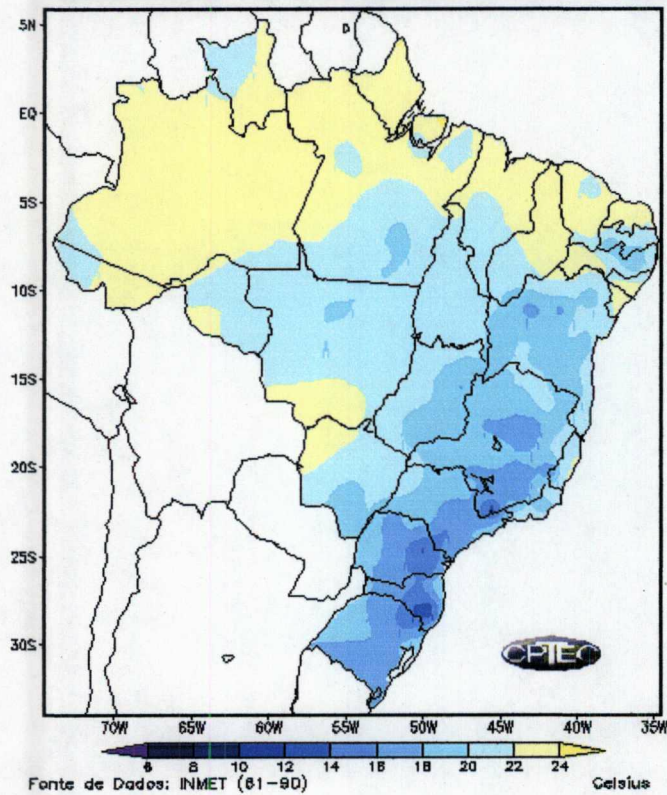 5N
EQ
5S
10S
15S
20S
25S
30S
70W 65W 60W 55W 50W 45W 40W 35W
CPTEC
6 8 10 12 14 16 18 20 22 24
Fonte de Dados: INMET (61-90) Celsius